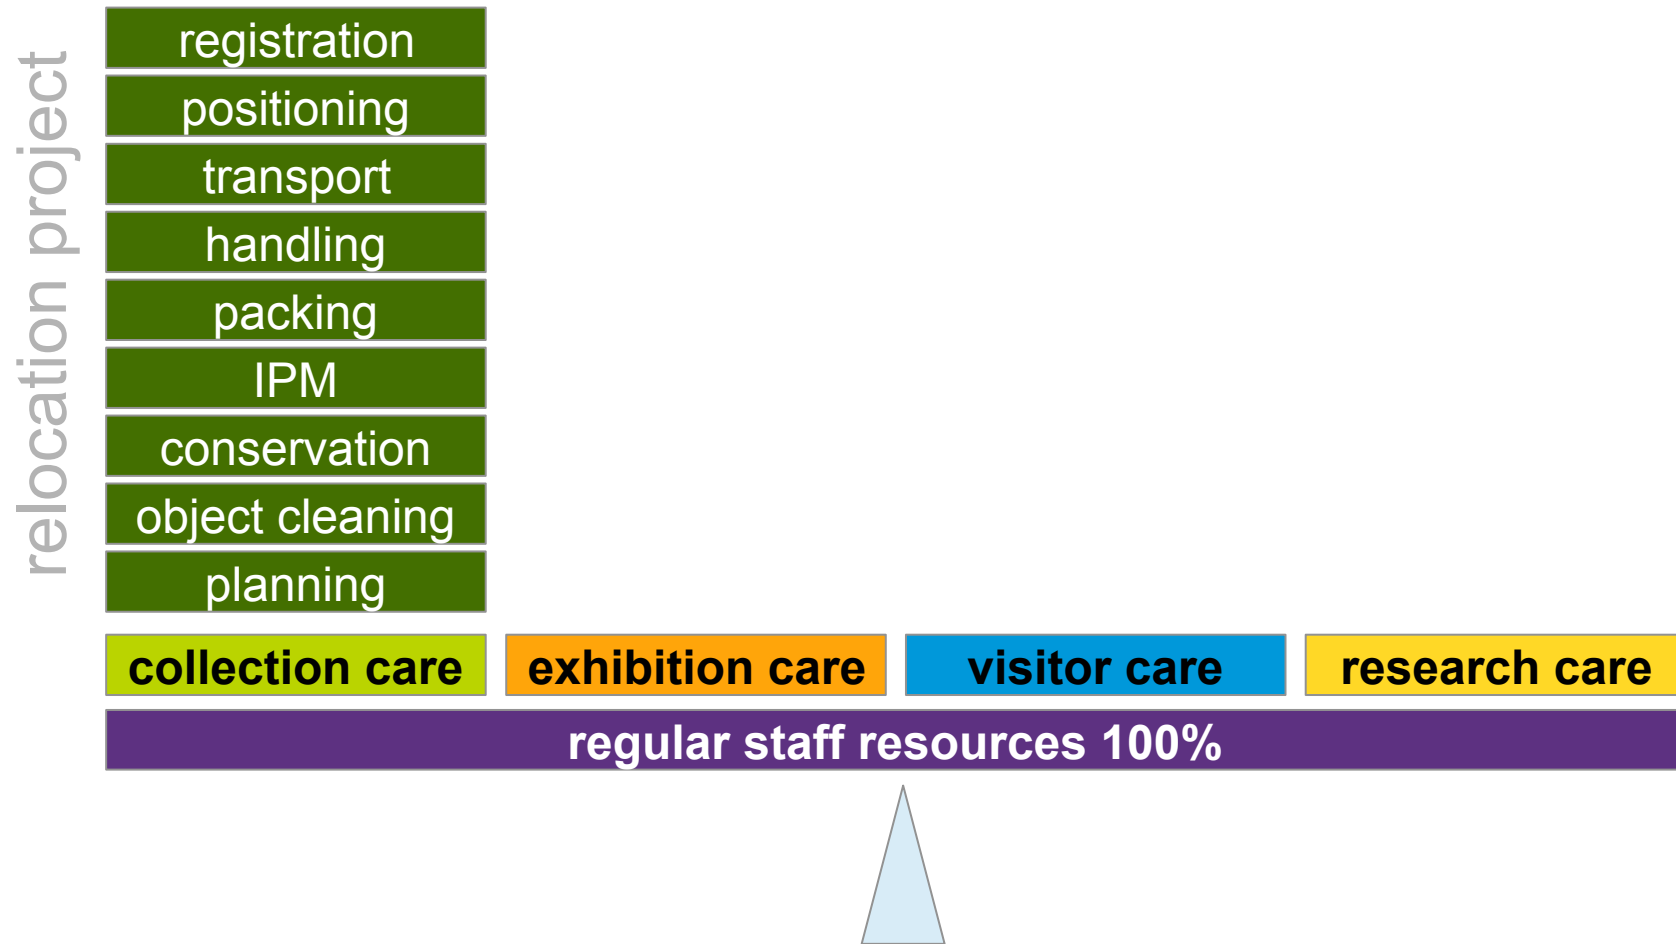 relocation project
registration
positioning
transport
handling
packing
IPM
conservation
object cleaning
planning
collection care
exhibition care
visitor care
research care
regular staff resources 100%